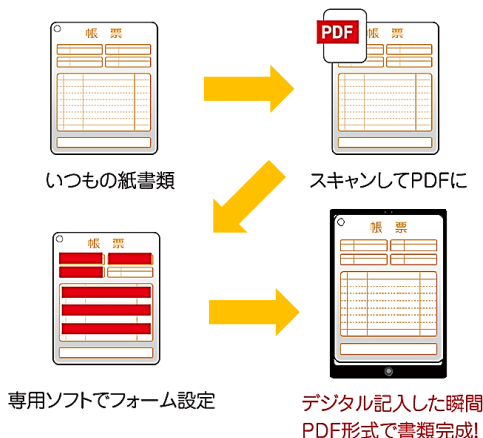 帳 票
PDF
帳 票
いつもの紙書類
スキャンしてPDFに
帳 票
帳 票
専用ソフトでフォーム設定
デジタル記入した瞬間
PDF形式で書類完成!